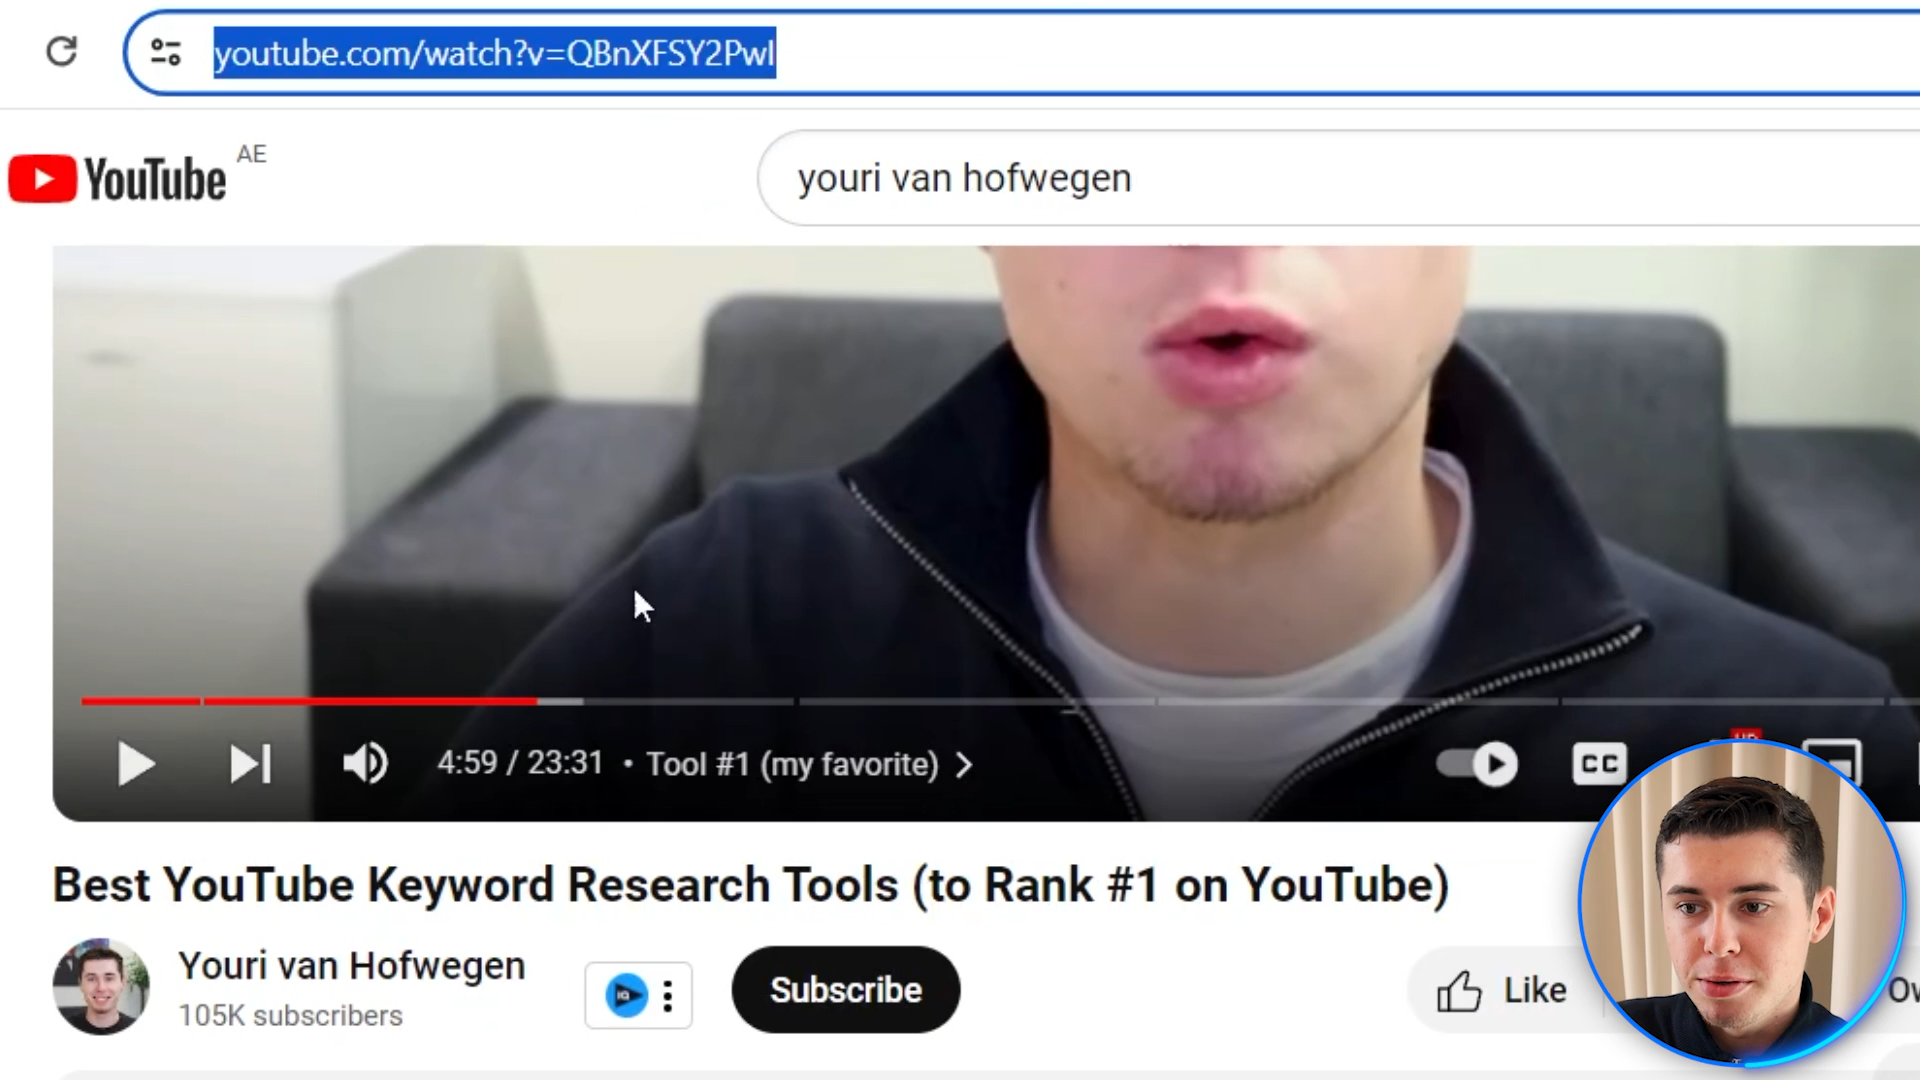 youtube.com/watch?v=QBnXFSY2PwI
YouTube AE
youri van hofwegen
4:59 / 23:31 • Tool #1 (my favorite)
CC
Best YouTube Keyword Research Tools (to Rank #1 on YouTube)
Youri van Hofwegen
105K subscribers
IQ
Subscribe
Like